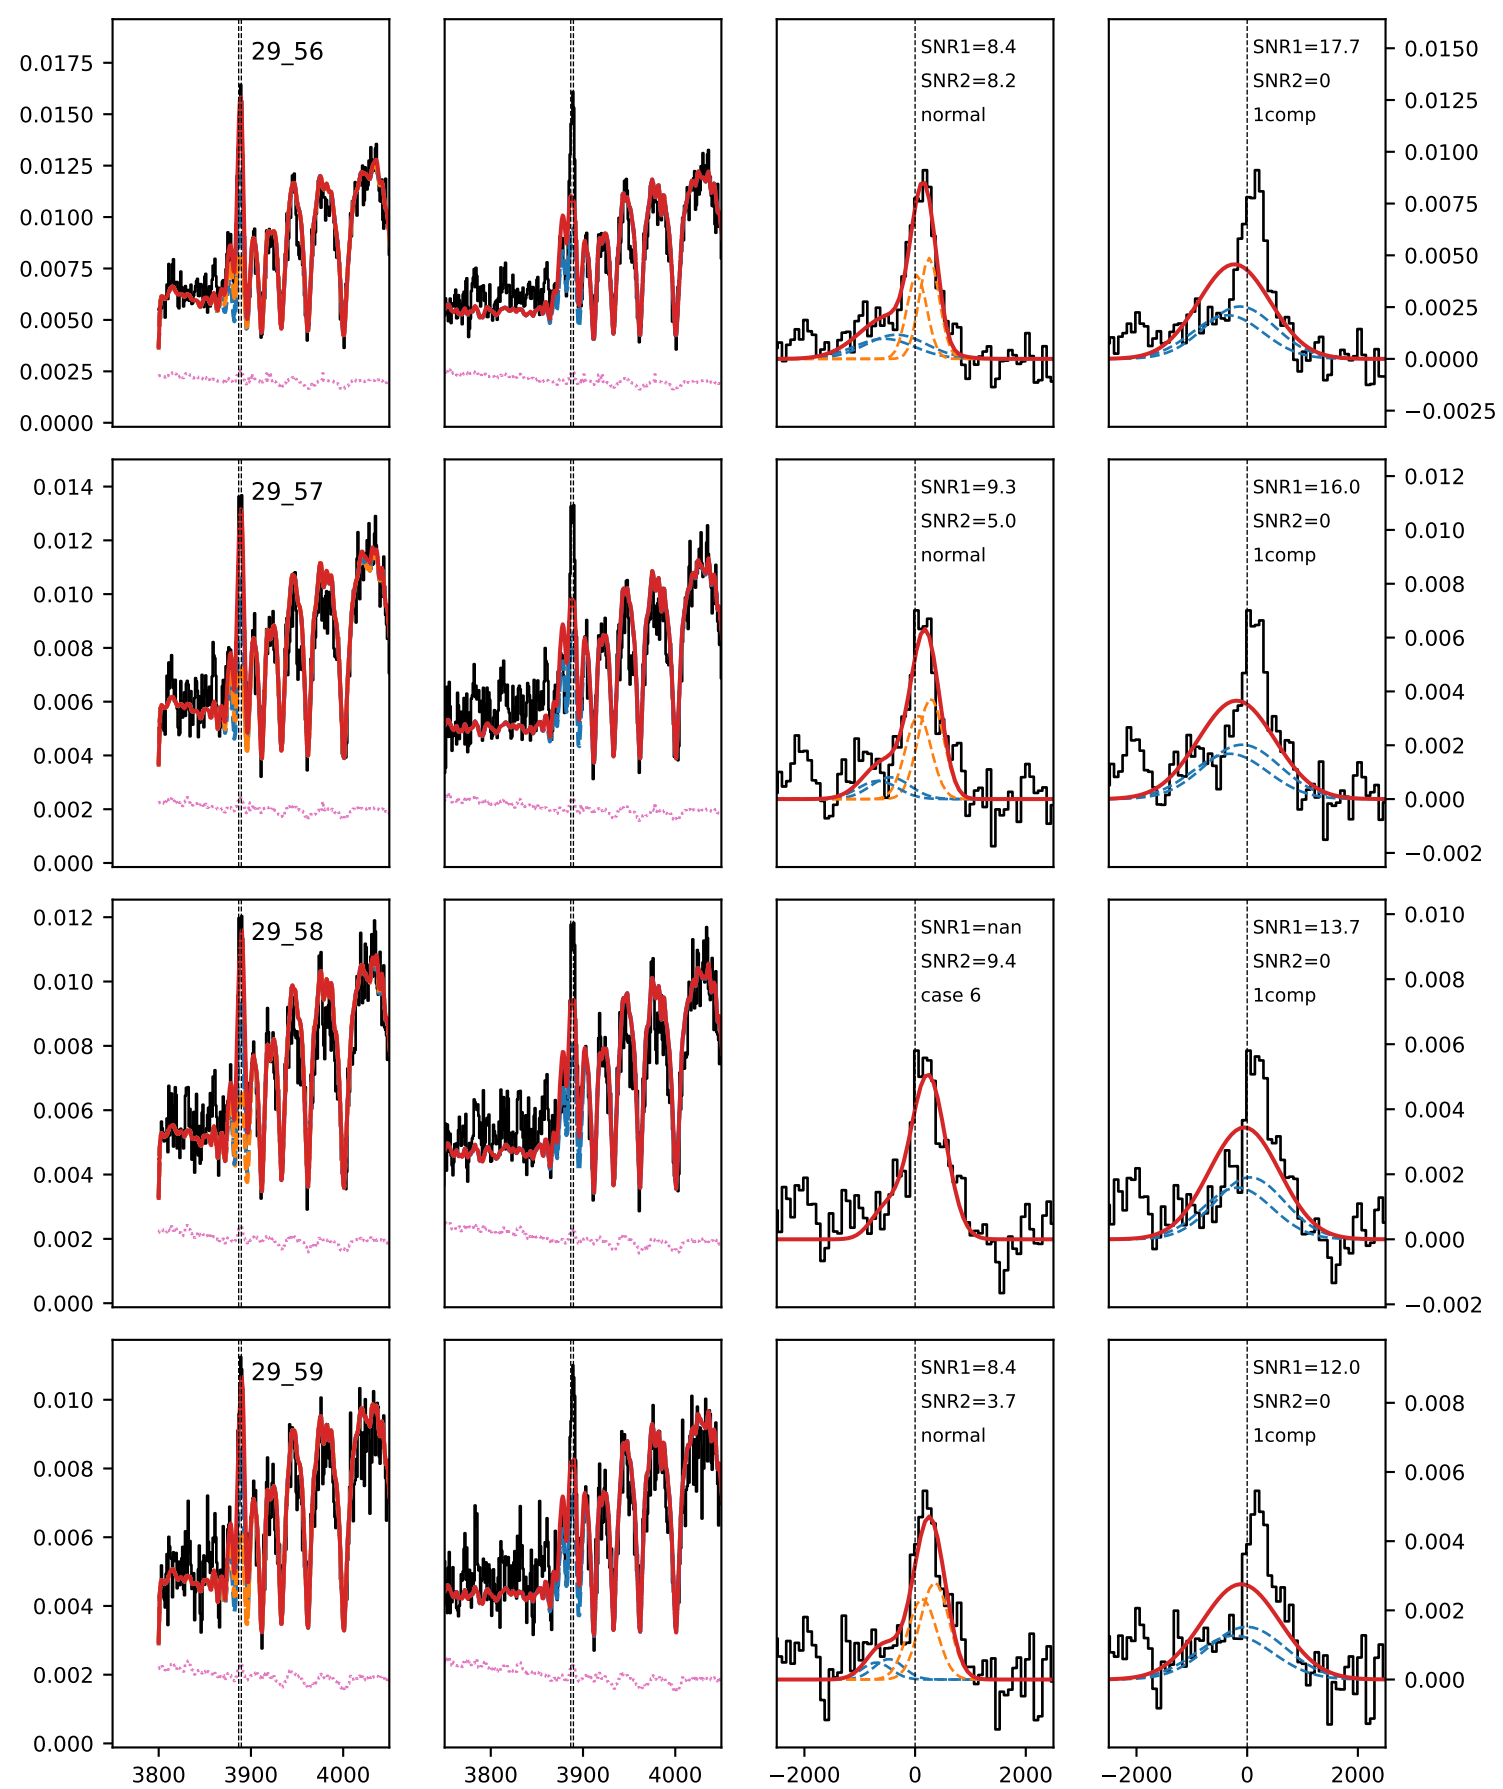 29_56
SNR1=8.4
SNR2=8.2
normal
SNR1=17.7
SNR2=0
1comp
0.0175
0.0150
0.0125
0.0100
0.0075
0.0050
0.0025
0.0000
0.0150
0.0125
0.0100
0.0075
0.0050
0.0025
0.0000
−0.0025
29_57
SNR1=9.3
SNR2=5.0
normal
SNR1=16.0
SNR2=0
1comp
0.014
0.012
0.010
0.008
0.006
0.004
0.002
0.000
0.012
0.010
0.008
0.006
0.004
0.002
0.000
−0.002
29_58
SNR1=nan
SNR2=9.4
case 6
SNR1=13.7
SNR2=0
1comp
0.012
0.010
0.008
0.006
0.004
0.002
0.000
0.010
0.008
0.006
0.004
0.002
0.000
−0.002
29_59
SNR1=8.4
SNR2=3.7
normal
SNR1=12.0
SNR2=0
1comp
0.010
0.008
0.006
0.004
0.002
0.000
0.008
0.006
0.004
0.002
0.000
3800 3900 4000
3800 3900 4000
−2000 0 2000
−2000 0 2000